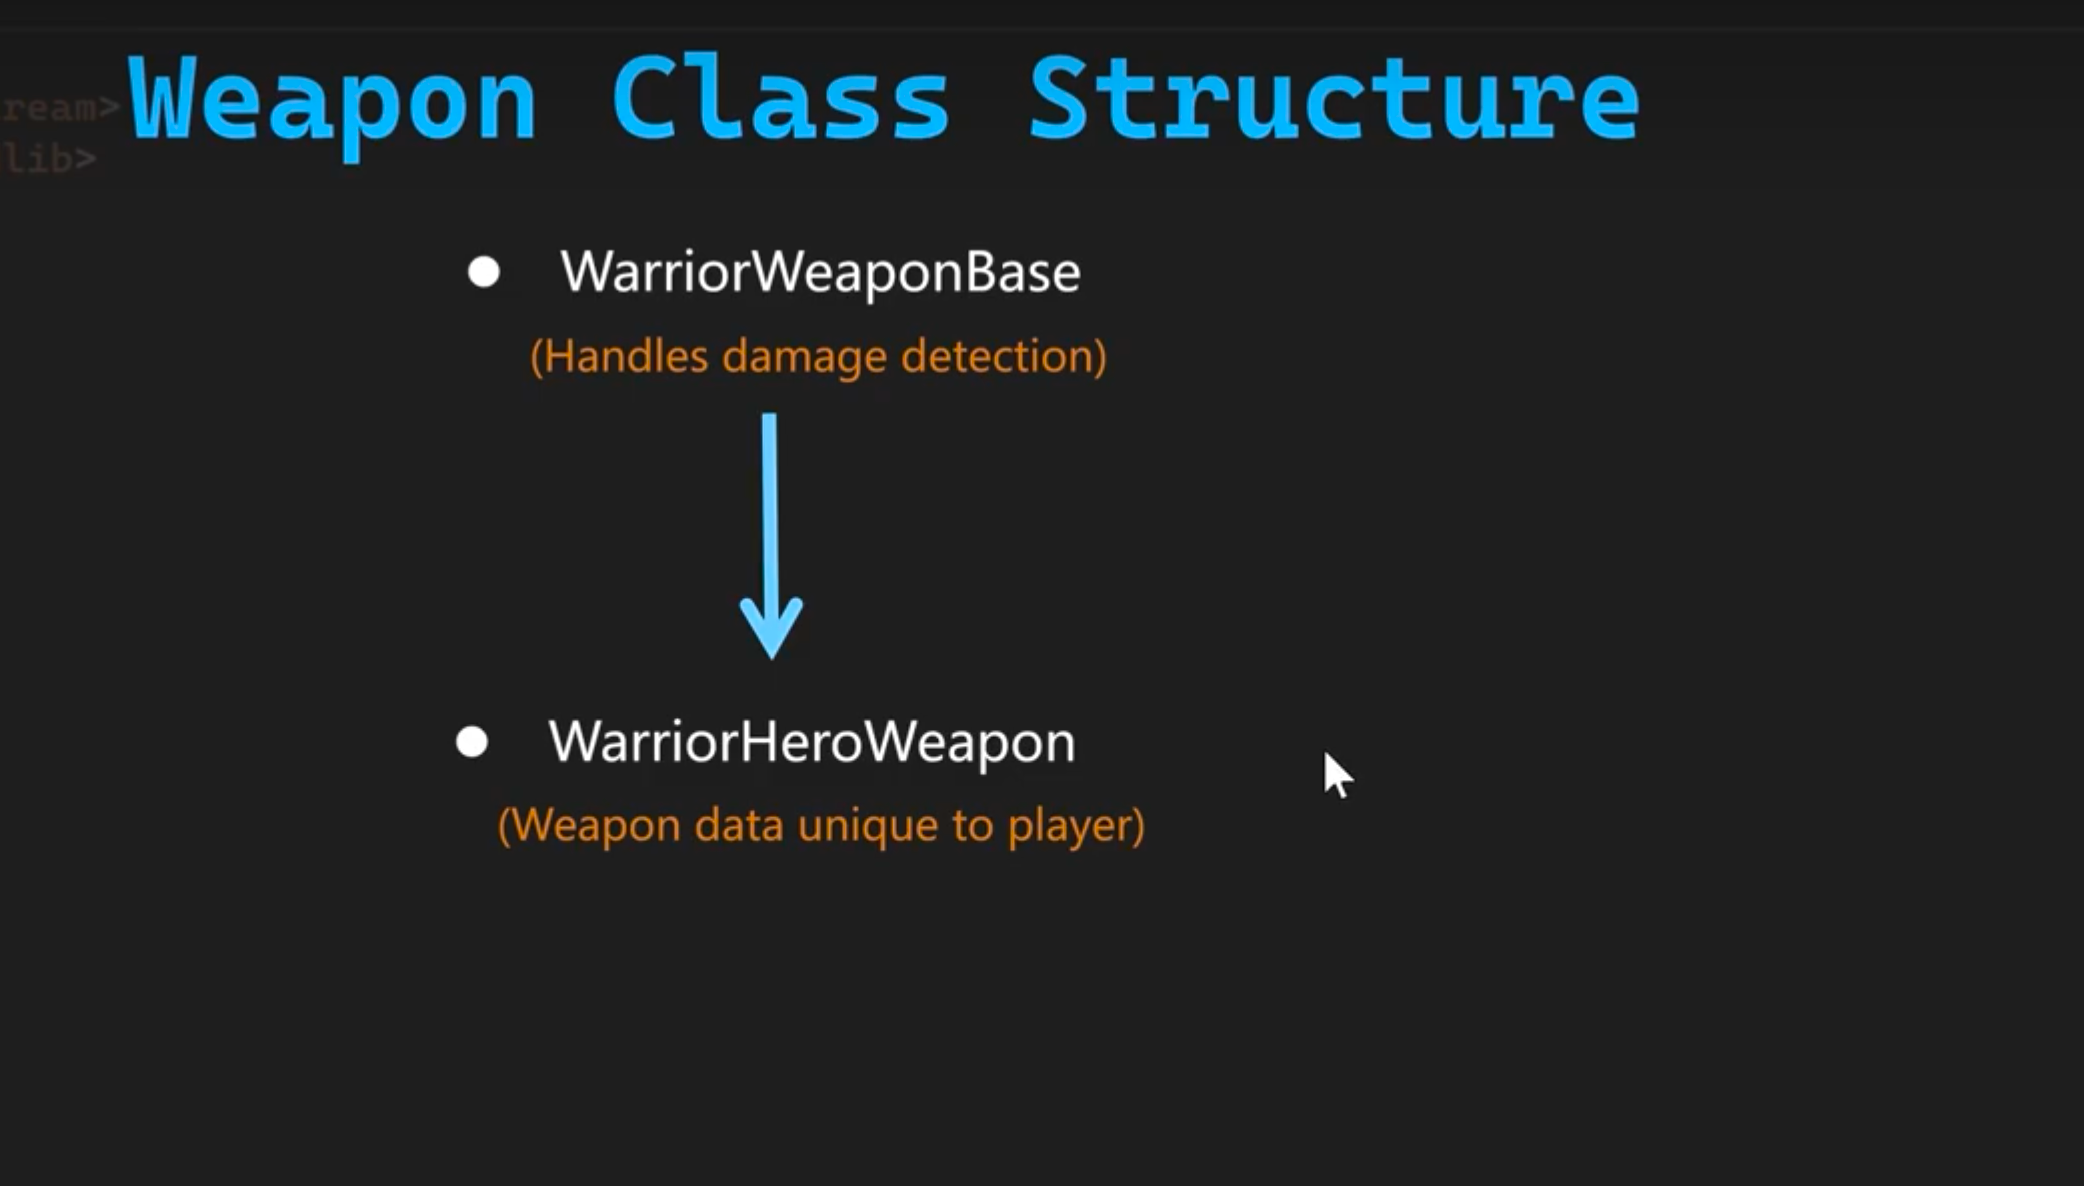 Weapon Class Structure
ream>
lib>
WarriorWeaponBase
(Handles damage detection)
WarriorHeroWeapon
(Weapon data unique to player)